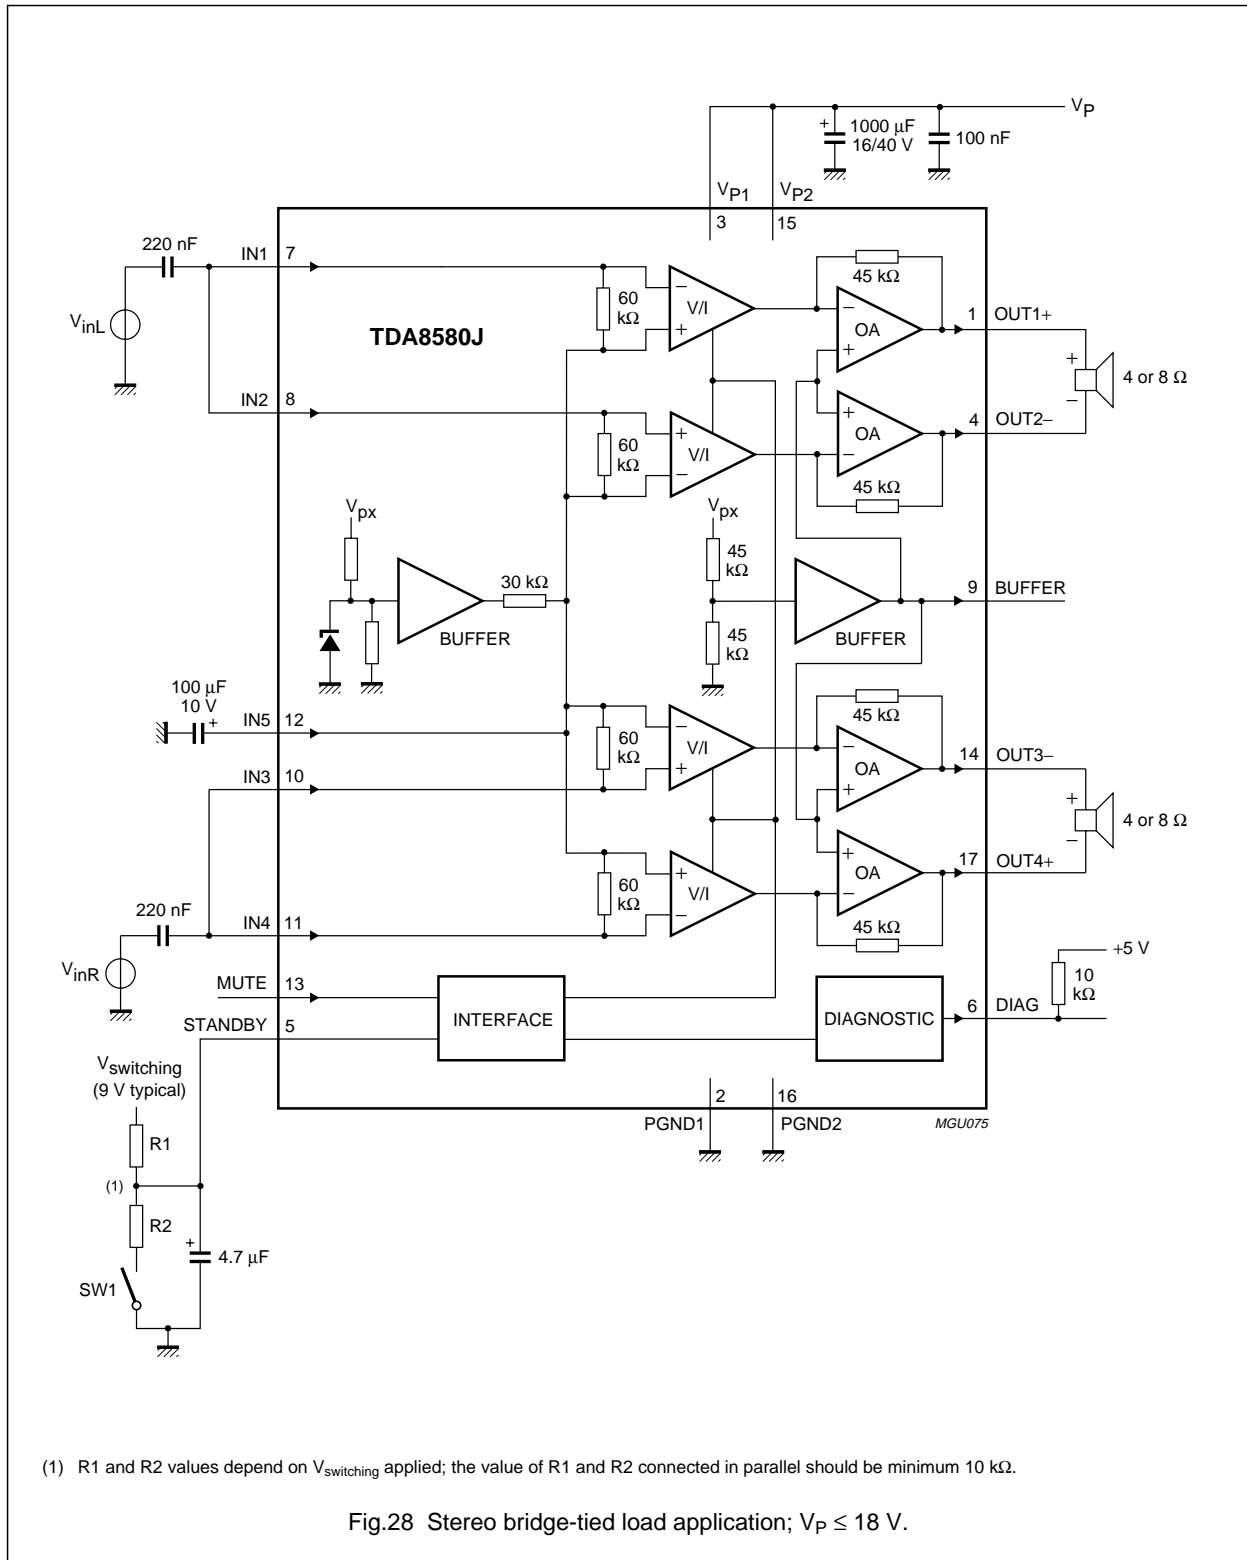 VP
1000 μF
16/40 V
100 nF
VP1
VP2
3
15
220 nF
IN1
7
45 kΩ
60
kΩ
−
V/I
+
−
OA
+
TDA8580J
VinL
1
OUT1+
+
4 or 8 Ω
−
IN2
8
60
kΩ
+
V/I
−
+
OA
−
4
OUT2−
45 kΩ
Vpx
Vpx
45
kΩ
30 kΩ
BUFFER
45
kΩ
BUFFER
9
BUFFER
100 μF
10 V
+
IN5
12
45 kΩ
60
kΩ
−
V/I
+
−
OA
+
IN3
10
14
OUT3−
+
4 or 8 Ω
−
60
kΩ
+
V/I
−
+
OA
−
17
OUT4+
220 nF
IN4
11
45 kΩ
VinR
+5 V
10
kΩ
MUTE
13
INTERFACE
DIAGNOSTIC
6
DIAG
STANDBY
5
Vswitching
(9 V typical)
2
16
PGND1
PGND2
MGU075
R1
(1)
R2
+
4.7 μF
SW1
(1) R1 and R2 values depend on Vswitching applied; the value of R1 and R2 connected in parallel should be minimum 10 kΩ.
Fig.28 Stereo bridge-tied load application; VP ≤ 18 V.